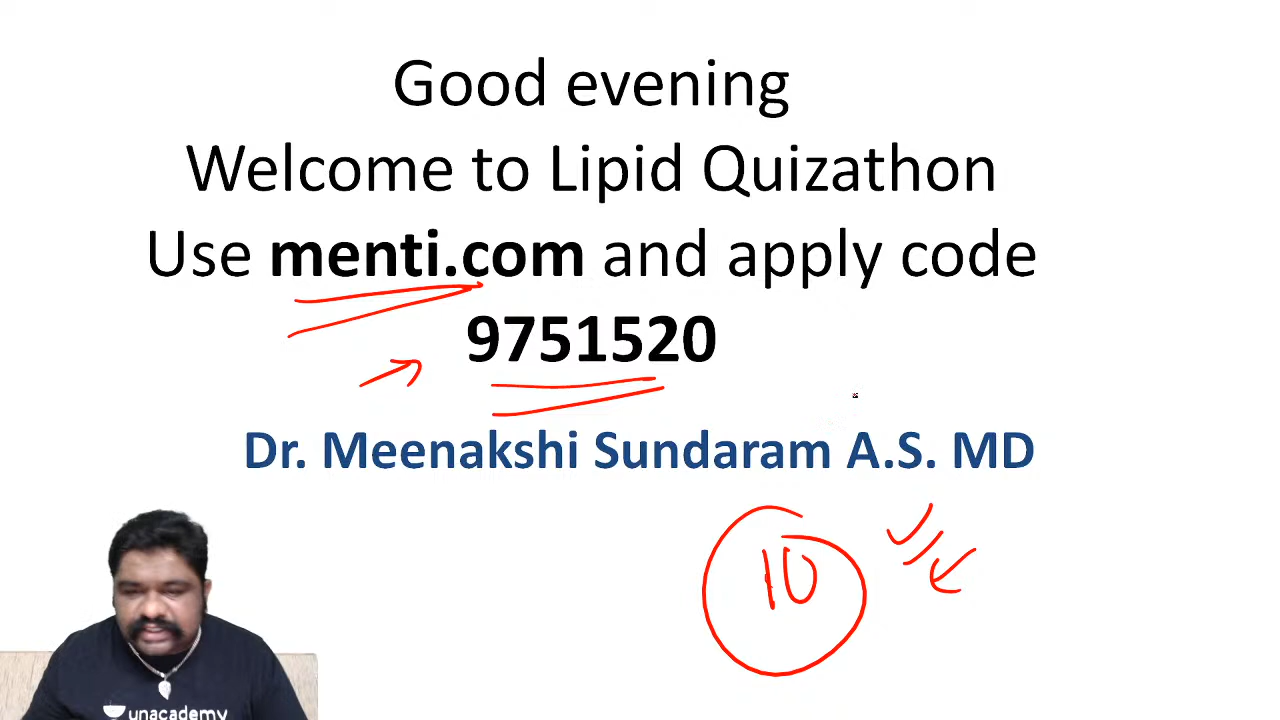 Good evening
Welcome to Lipid Quizathon
Use menti.com and apply code
9751520
Dr. Meenakshi Sundaram A.S. MD
10
unacademy